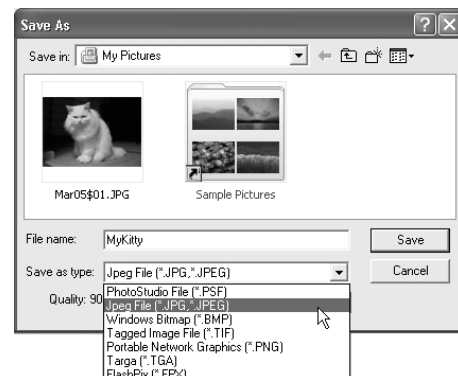 Save As
Save in: My Pictures
Mar05$01.JPG
Sample Pictures
File name: MyKitty
Save
Save as type: Jpeg File (*.JPG,*.JPEG)
Cancel
Quality: 90
PhotoStudio File (*.PSF)
Jpeg File (*.JPG,*.JPEG)
Windows Bitmap (*.BMP)
Tagged Image File (*.TIF)
Portable Network Graphics (*.PNG)
Targa (*.TGA)
FlashPix (*.FPX)